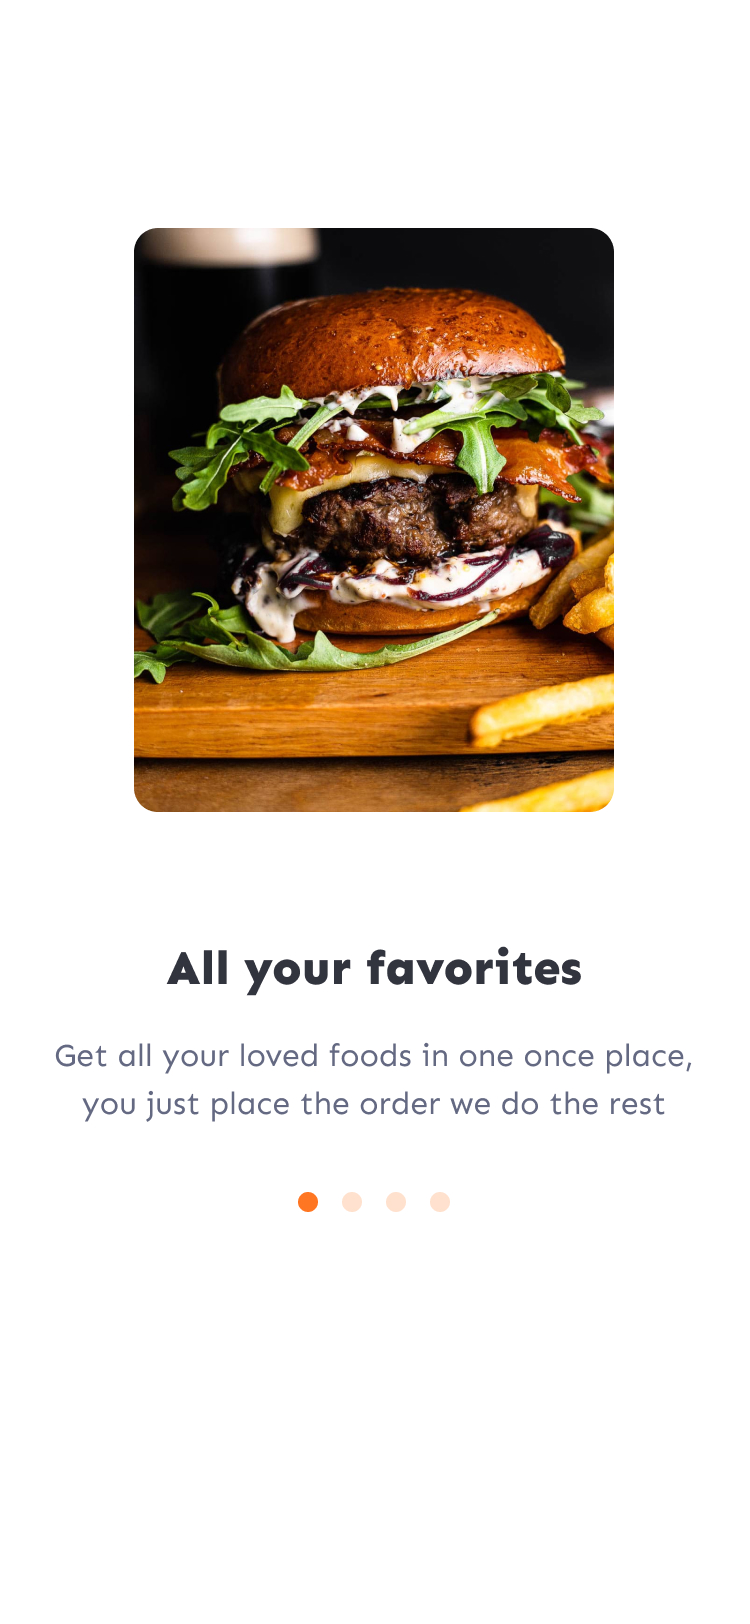 All your favorites
Get all your loved foods in one once place,
you just place the order we do the rest